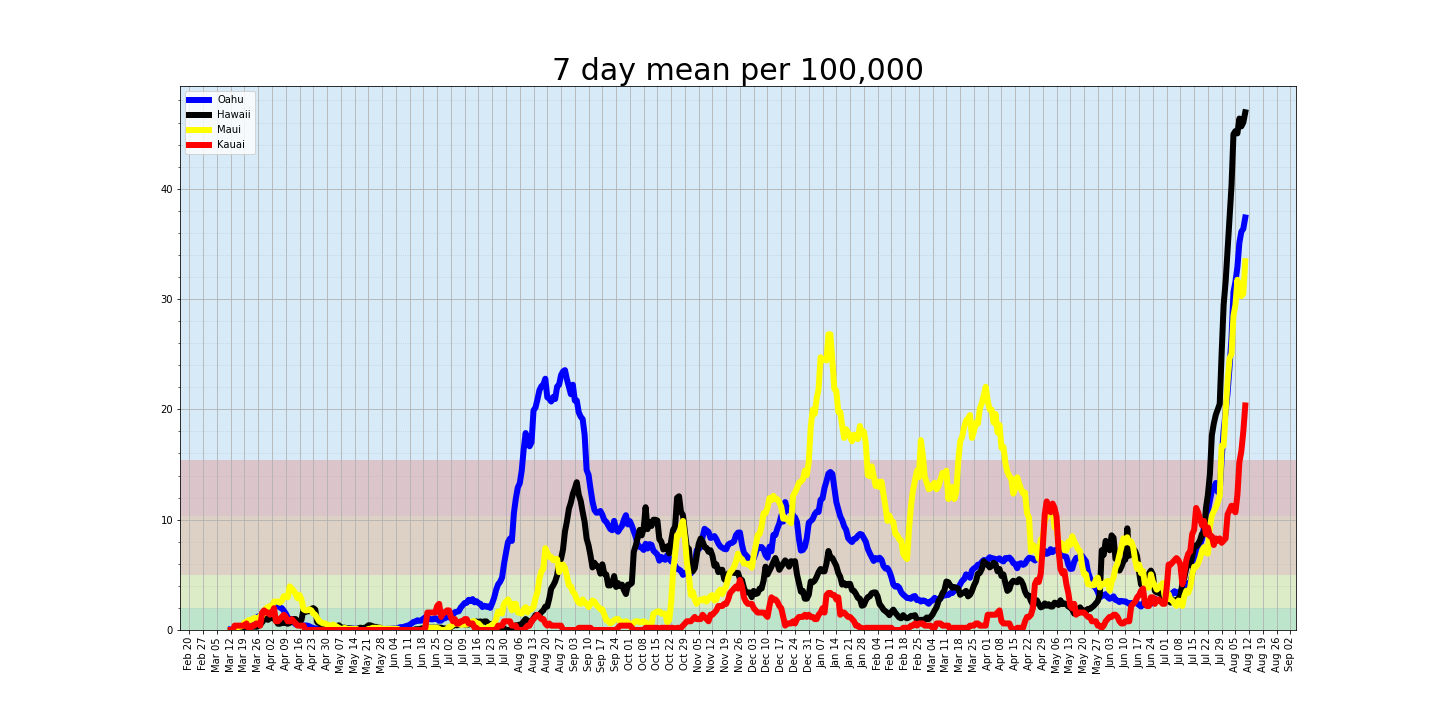 7 day mean per 100,000
Oahu
Hawaii
Maui
Kauai
40
30
20
10
0
Feb 20
Feb 27
Mar 05
Mar 12
Mar 19
Mar 26
Apr 02
Apr 09
Apr 16
Apr 23
Apr 30
May 07
May 14
May 21
May 28
Jun 04
Jun 11
Jun 18
Jun 25
Jul 02
Jul 09
Jul 16
Jul 23
Jul 30
Aug 06
Aug 13
Aug 20
Aug 27
Sep 03
Sep 10
Sep 17
Sep 24
Oct 01
Oct 08
Oct 15
Oct 22
Oct 29
Nov 05
Nov 12
Nov 19
Nov 26
Dec 03
Dec 10
Dec 17
Dec 24
Dec 31
Jan 07
Jan 14
Jan 21
Jan 28
Feb 04
Feb 11
Feb 18
Feb 25
Mar 04
Mar 11
Mar 18
Mar 25
Apr 01
Apr 08
Apr 15
Apr 22
Apr 29
May 06
May 13
May 20
May 27
Jun 03
Jun 10
Jun 17
Jun 24
Jul 01
Jul 08
Jul 15
Jul 22
Jul 29
Aug 05
Aug 12
Aug 19
Aug 26
Sep 02